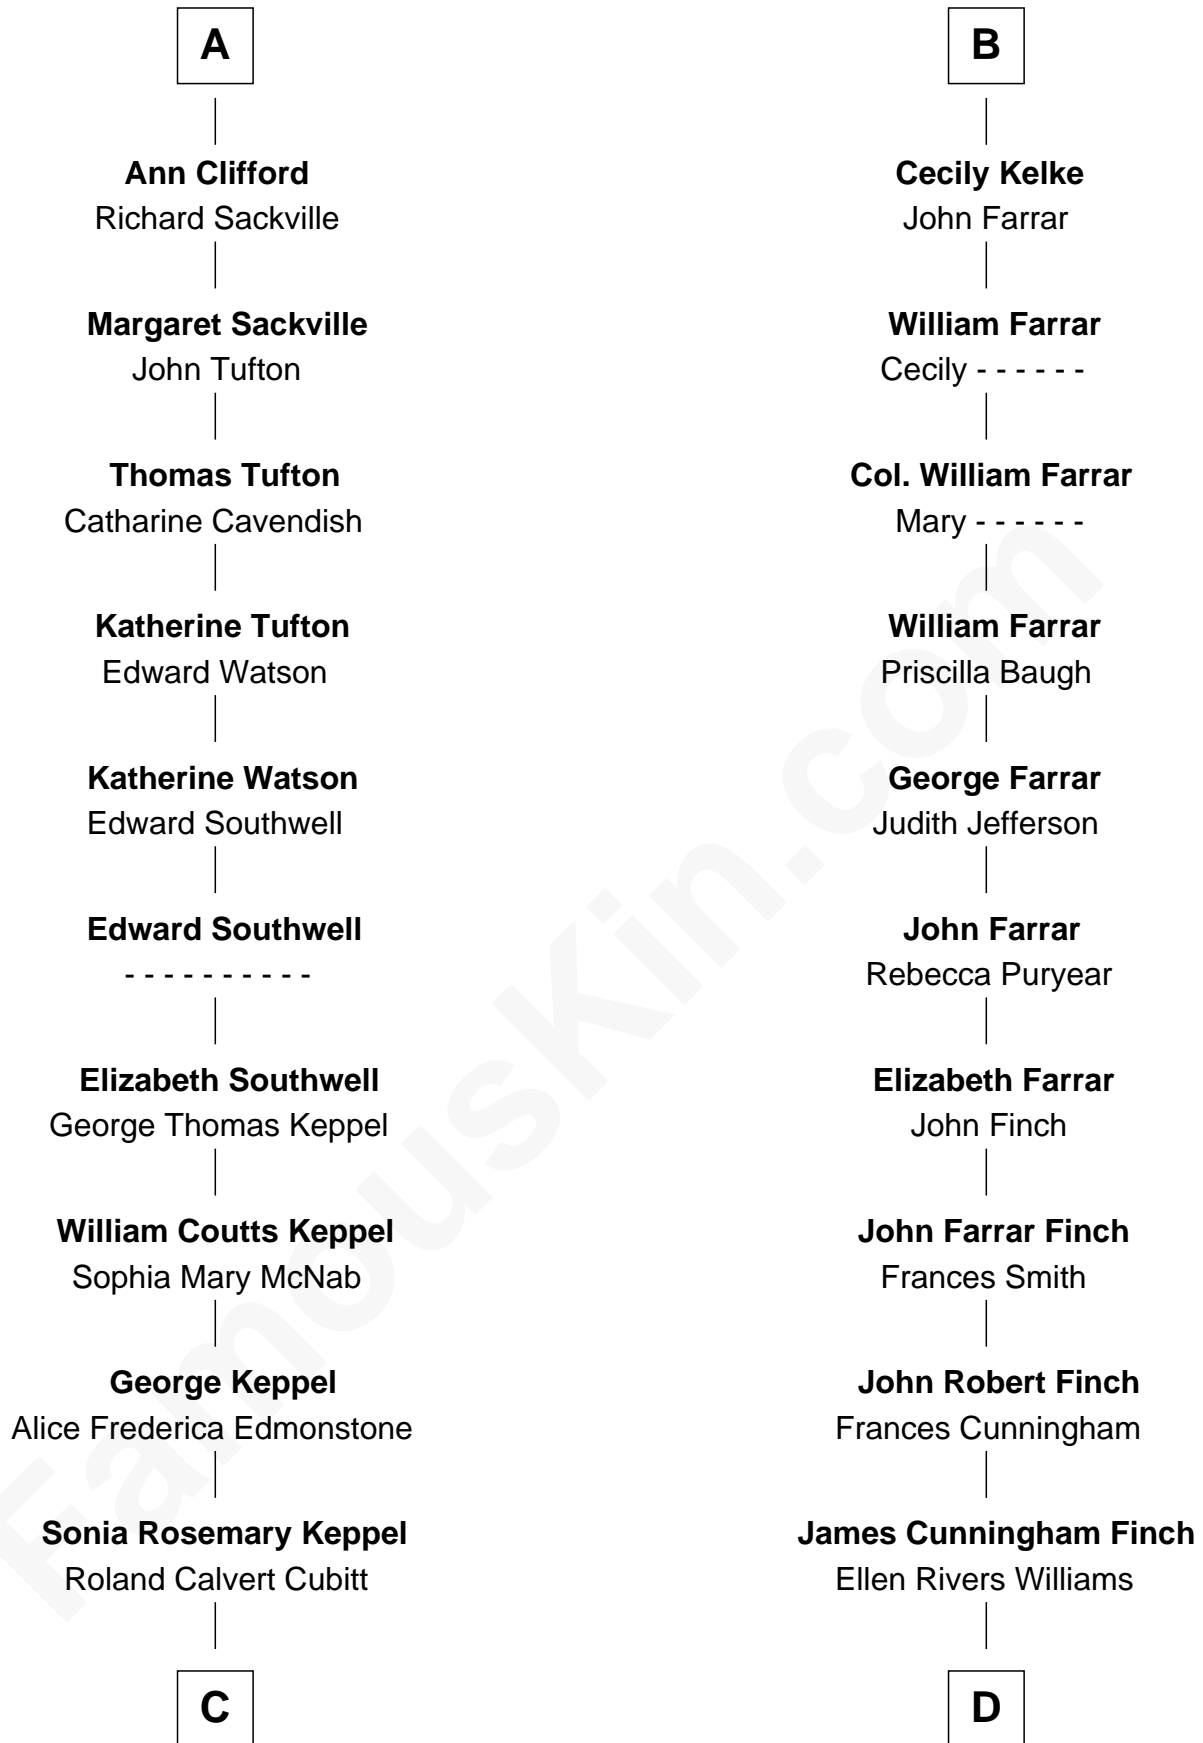 A
Ann Clifford
Richard Sackville
Margaret Sackville
John Tufton
Thomas Tufton
Catharine Cavendish
Katherine Tufton
Edward Watson
Katherine Watson
Edward Southwell
Edward Southwell
- - - - - - - - - -
Elizabeth Southwell
George Thomas Keppel
William Coutts Keppel
Sophia Mary McNab
George Keppel
Alice Frederica Edmonstone
Sonia Rosemary Keppel
Roland Calvert Cubitt
C
B
Cecily Kelke
John Farrar
William Farrar
Cecily - - - - - -
Col. William Farrar
Mary - - - - - -
William Farrar
Priscilla Baugh
George Farrar
Judith Jefferson
John Farrar
Rebecca Puryear
Elizabeth Farrar
John Finch
John Farrar Finch
Frances Smith
John Robert Finch
Frances Cunningham
James Cunningham Finch
Ellen Rivers Williams
D
FamousKin.com